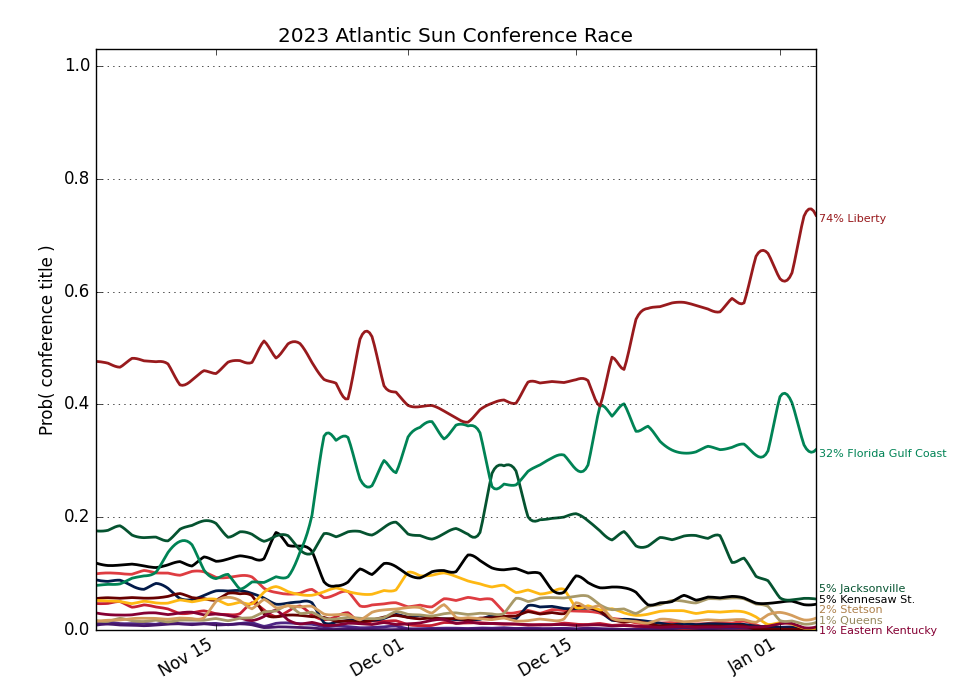 2023 Atlantic Sun Conference Race
Prob( conference title )
1.0
0.8
0.6
0.4
0.2
0.0
Nov 15
Dec 01
Dec 15
Jan 01
74% Liberty
32% Florida Gulf Coast
5% Jacksonville
5% Kennesaw St.
2% Stetson
1% Queens
1% Eastern Kentucky